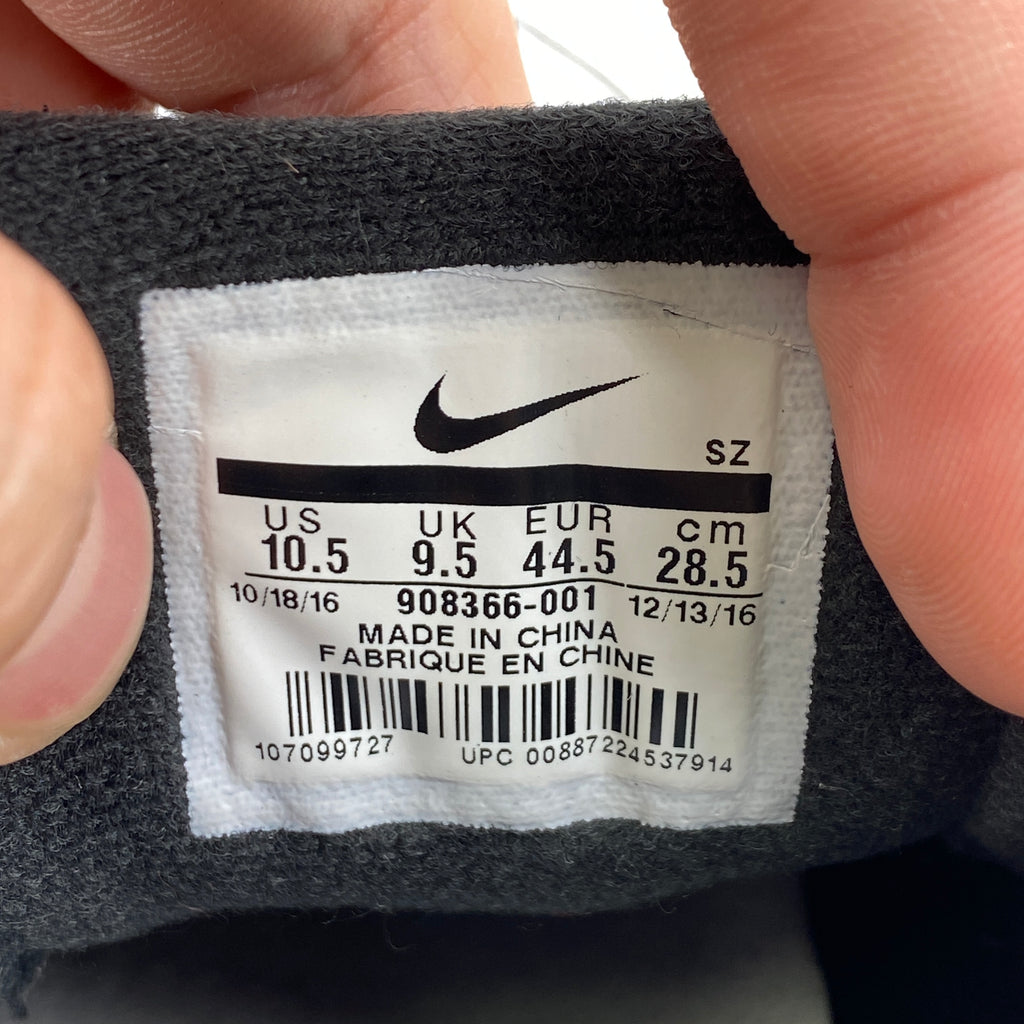 SZ
US UK EUR cm
10.5 9.5 44.5 28.5
10/18/16 908366-001 12/13/16
MADE IN CHINA
FABRIQUE EN CHINE
107099727 UPC 00887224537914